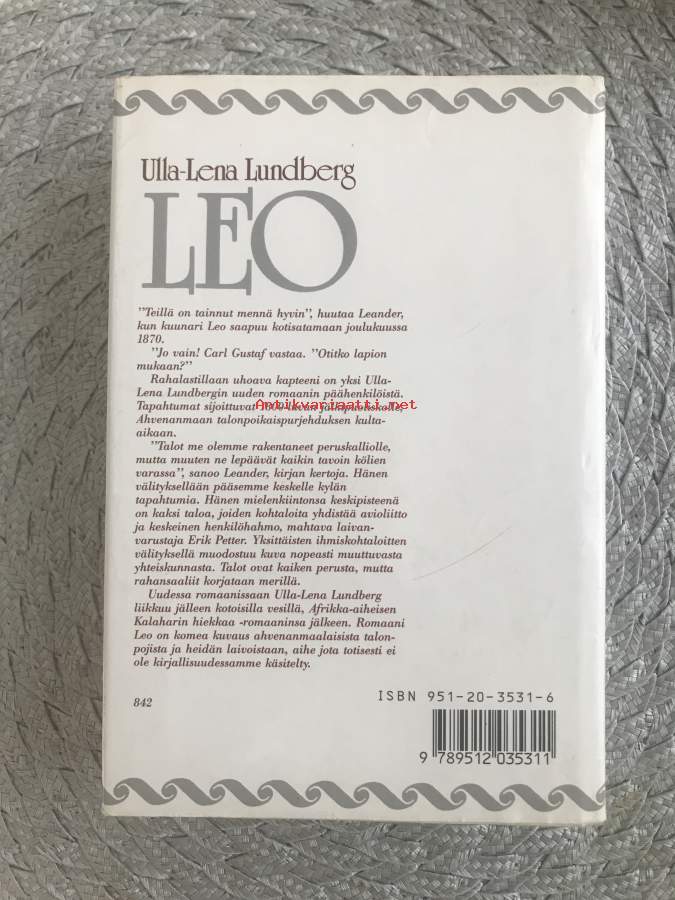 Ulla-Lena Lundberg
LEO
"Teillä on tainnut mennä hyvin", huutaa Leander,
kun kuunari Leo saapuu kotisatamaan joulukuussa
1870.
"Jo vain! Carl Gustaf vastaa. "Otitko lapion
mukaan?"
Rahalastillaan uhoava kapteeni on yksi Ulla-
Lena Lundbergin uuden romaanin päähenkilöistä.
Antikvariaatti.net
Tapahtumat sijoittuvat
Ahvenanmaan talonpoikaispurjehduksen kulta-
aikaan.
"Talot me olemme rakentaneet peruskalliolle,
mutta muuten ne lepäävät kaikin tavoin kölien
varassa", sanoo Leander, kirjan kertoja. Hänen
välityksellään pääsemme keskelle kylän
tapahtumia. Hänen mielenkiintonsa keskipisteenä
on kaksi taloa, joiden kohtaloita yhdistää avioliitto
ja keskeinen henkilöhahmo, mahtava laivan-
varustaja Erik Petter. Yksittäisten ihmiskohtaloitten
välityksellä muodostuu kuva nopeasti muuttuvasta
yhteiskunnasta. Talot ovat kaiken perusta, mutta
rahansaaliit korjataan merillä.
Uudessa romaanissaan Ulla-Lena Lundberg
liikkuu jälleen kotoisilla vesillä, Afrikka-aiheisen
Kalaharin hiekkaa -romaaninsa jälkeen. Romaani
Leo on komea kuvaus ahvenanmaalaisista talon-
pojista ja heidän laivoistaan, aihe jota totisesti ei
ole kirjallisuudessamme käsitelty.
842
ISBN 951-20-3531-6
9 789512 035311